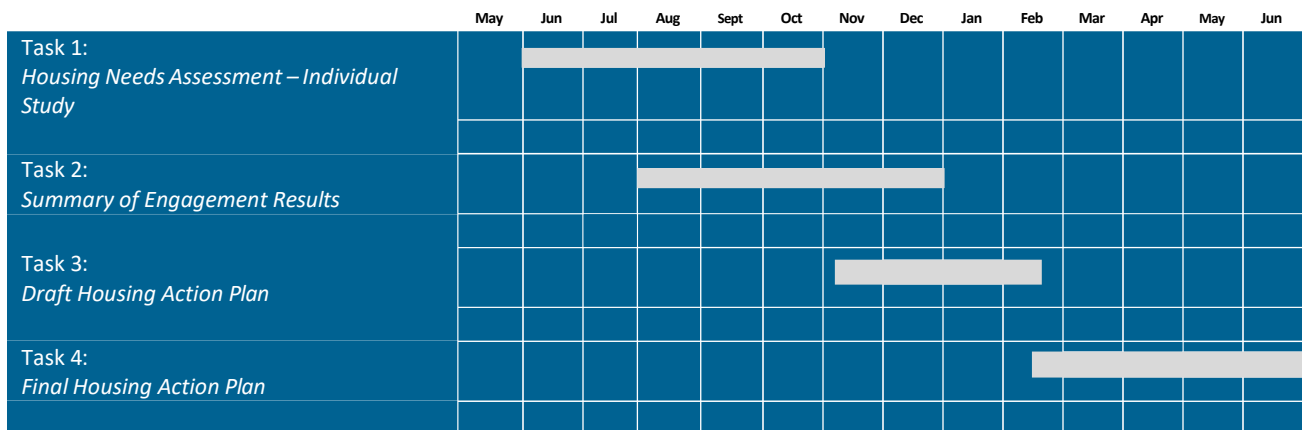 May Jun Jul Aug Sept Oct Nov Dec Jan Feb Mar Apr May Jun
Task 1:
Housing Needs Assessment – Individual
Study
Task 2:
Summary of Engagement Results
Task 3:
Draft Housing Action Plan
Task 4:
Final Housing Action Plan